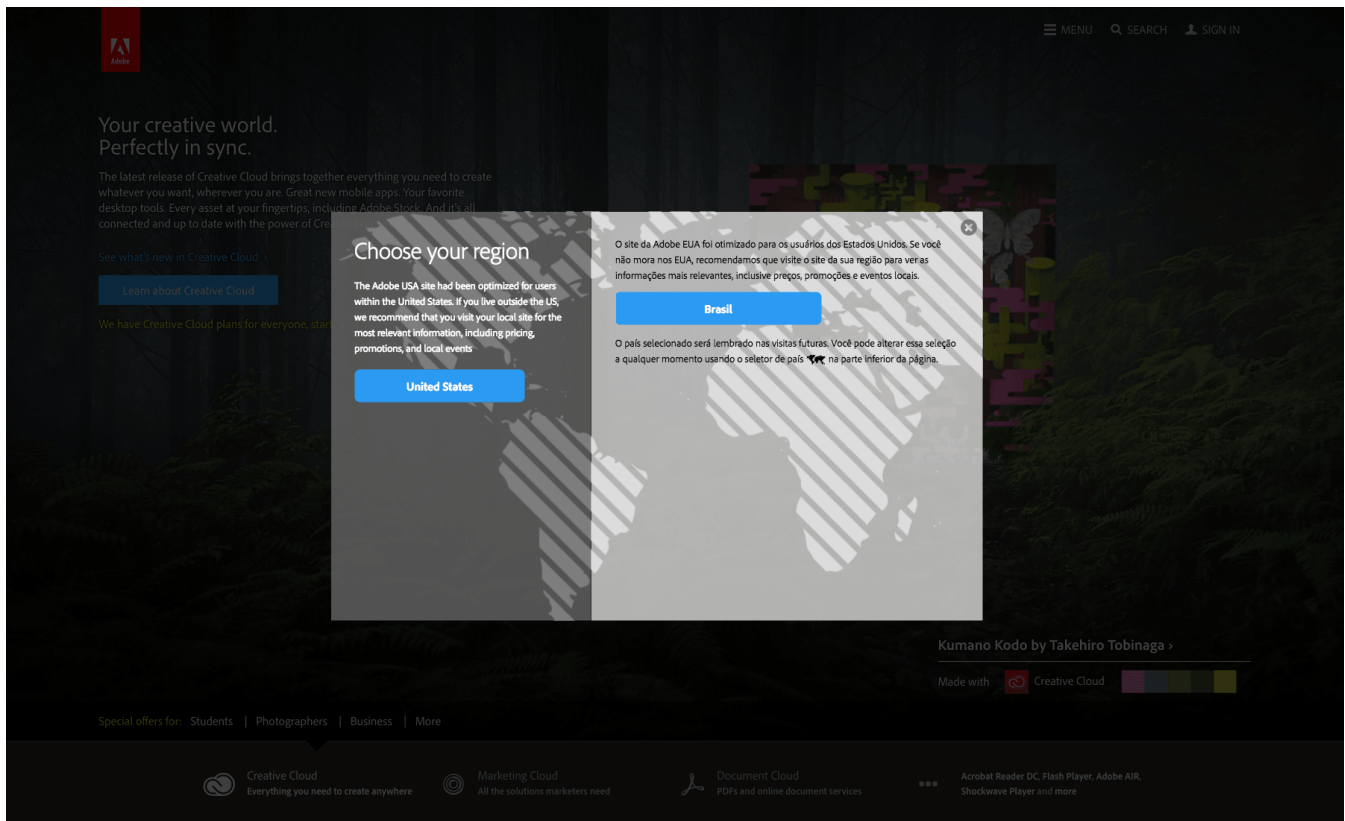 Adobe
MENU
SEARCH
SIGN IN
Your creative world.
Perfectly in sync.
The latest release of Creative Cloud brings together everything you need to create
whatever you want, wherever you are. Great new mobile apps. Your favorite
desktop tools. Every asset at your fingertips, including Adobe Stock. And it's all
connected and up to date with the power of
See what's new in Creative Cloud ›
Learn about Creative Cloud
We have Creative Cloud plans for everyone,
Choose your region
The Adobe USA site had been optimized for users
within the United States. If you live outside the US,
we recommend that you visit your local site for the
most relevant information, including pricing,
promotions, and local events
United States
O site da Adobe EUA foi otimizado para os usuários dos Estados Unidos. Se você
não mora nos EUA, recomendamos que visite o site da sua região para ver as
informações mais relevantes, inclusive preços, promoções e eventos locais.
Brasil
O país selecionado será lembrado nas visitas futuras. Você pode alterar essa seleção
a qualquer momento usando o seletor de país na parte inferior da página.
Kumano Kodo by Takehiro Tobinaga ›
Made with Creative Cloud
Special offers for: Students | Photographers | Business | More
Creative Cloud
Everything you need to create anywhere
Marketing Cloud
All the solutions marketers need
Document Cloud
PDFs and online document services
Acrobat Reader DC, Flash Player, Adobe AIR,
Shockwave Player and more